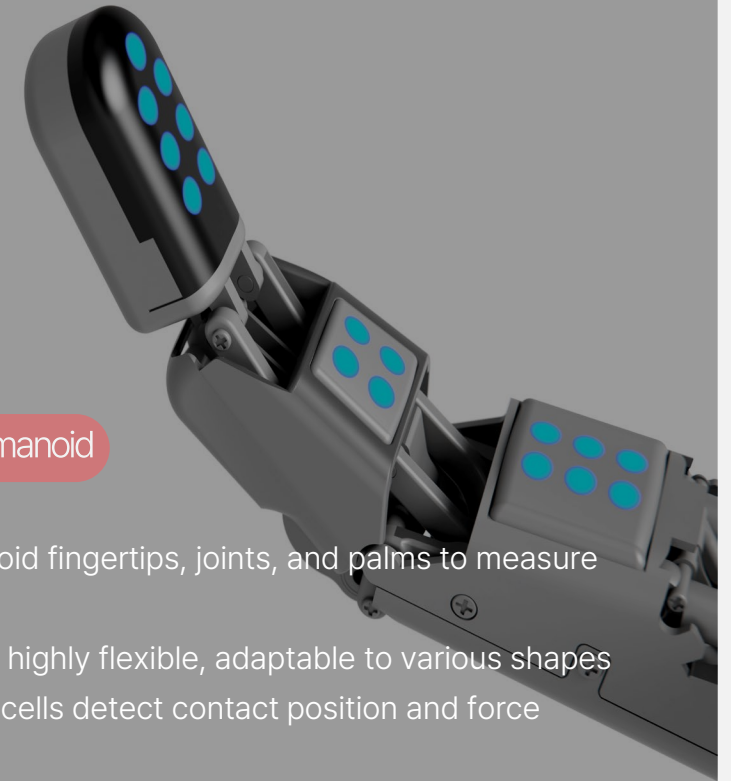 manoid
oid fingertips, joints, and palms to measure
highly flexible, adaptable to various shapes
cells detect contact position and force